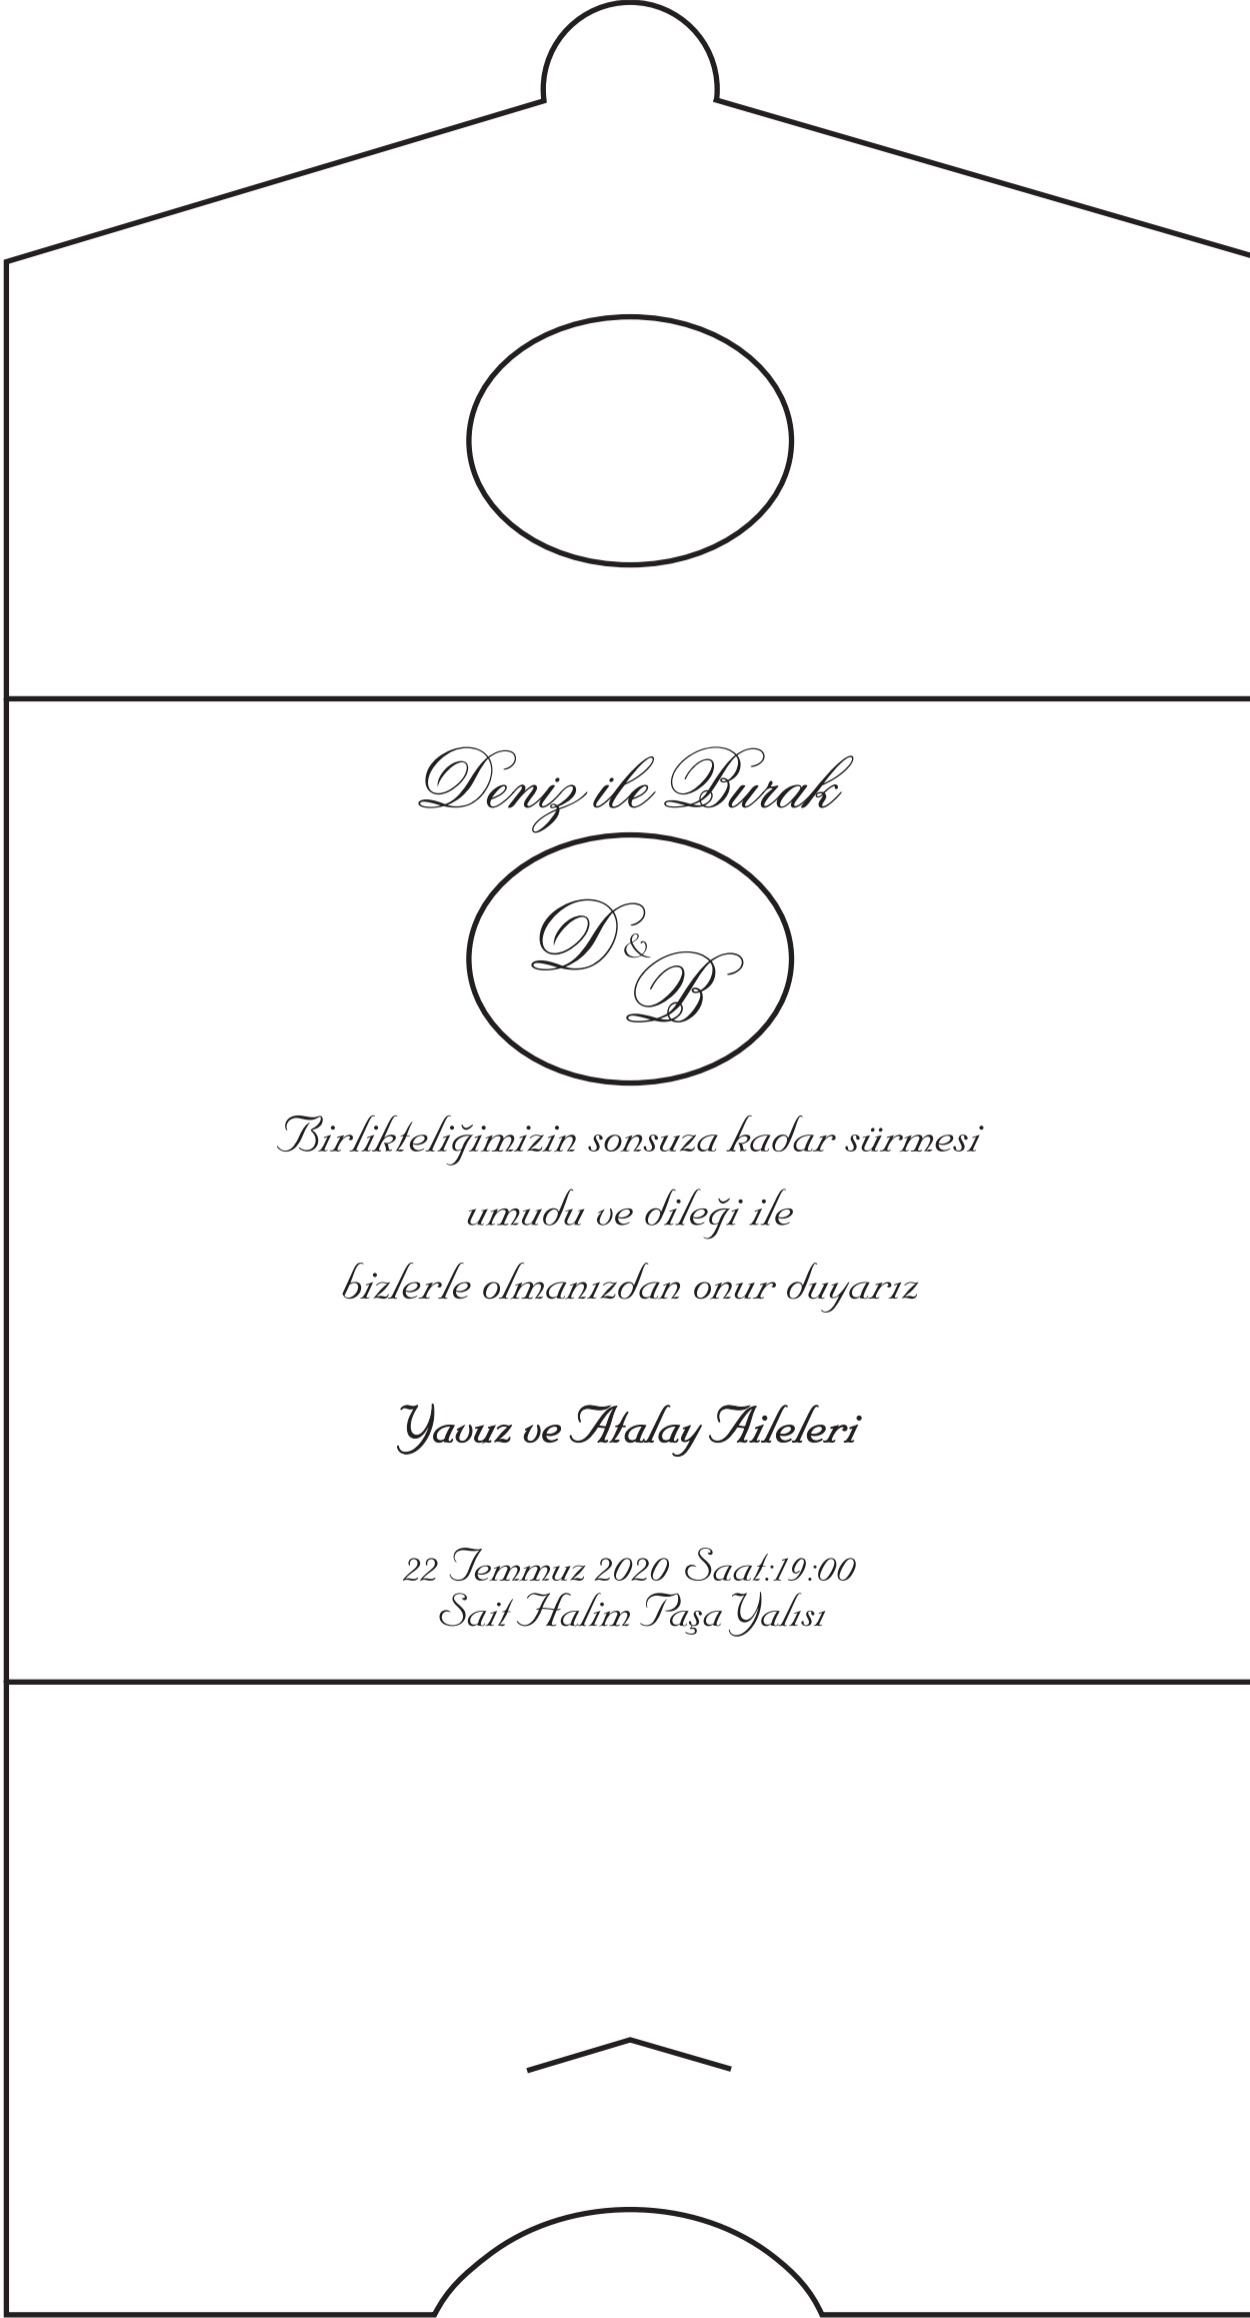 Deniz ile Burak
D
&
B
Birlikteliğimizin sonsuza kadar sürmesi
umudu ve dileği ile
bizlerle olmanızdan onur duyarız
Yavuz ve Atalay Aileleri
22 Temmuz 2020 Saat:19:00
Sait Halim Paşa Yalısı